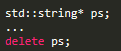 std::string* ps;
...
delete ps;